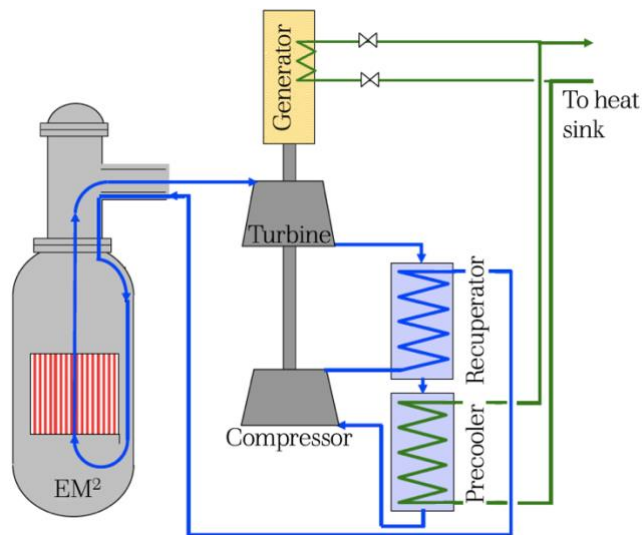 Generator
To heat
sink
Turbine
Recuperator
Compressor
Precooler
EM²